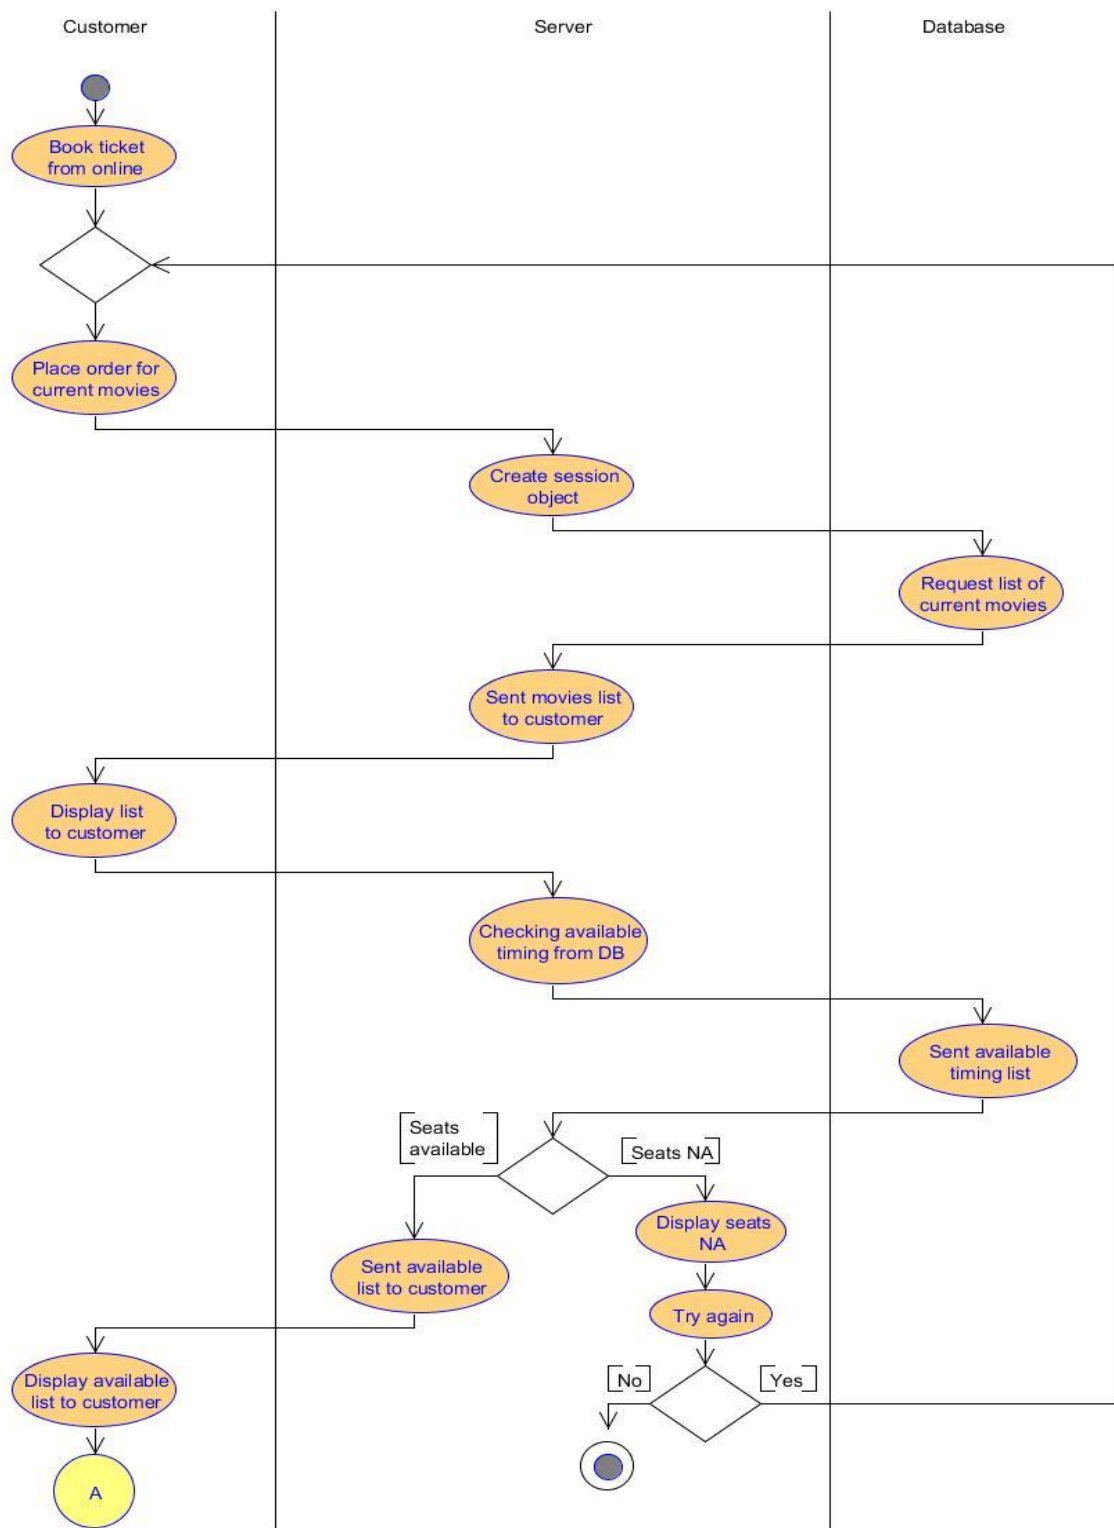 Customer
Server
Database
Book ticket
from online
Place order for
current movies
Create session
object
Request list of
current movies
Sent movies list
to customer
Display list
to customer
Checking available
timing from DB
Sent available
timing list
Seats
available
Seats NA
Display seats
NA
Sent available
list to customer
Try again
Display available
list to customer
No
Yes
A